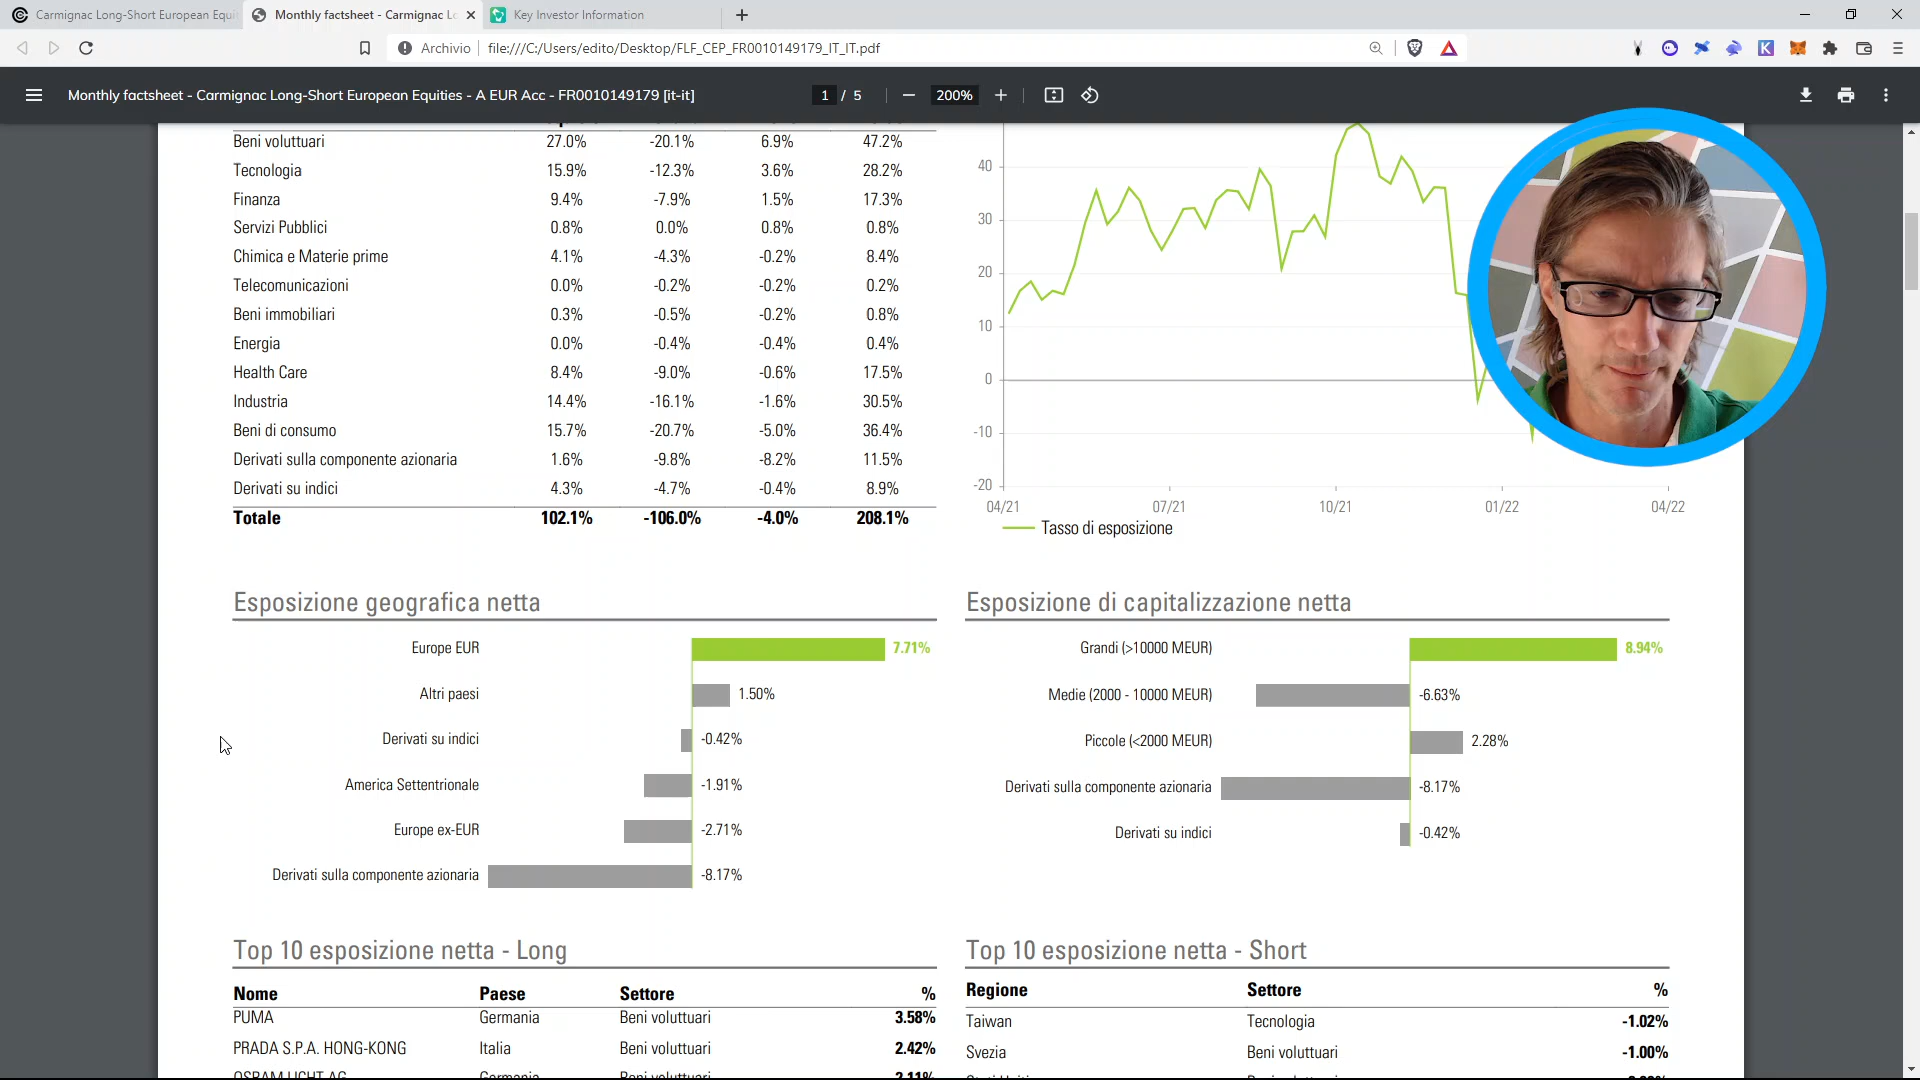 Carmignac Long-Short European Equi
Monthly factsheet - Carmignac Lo
Key Investor Information
Archivio
file:///C:/Users/edito/Desktop/FLF_CEP_FR0010149179_IT_IT.pdf
Monthly factsheet - Carmignac Long-Short European Equities - A EUR Acc - FR0010149179 [it-it]
1 / 5
200%
Beni voluttuari 27.0% -20.1% 6.9% 47.2%
Tecnologia 15.9% -12.3% 3.6% 28.2%
Finanza 9.4% -7.9% 1.5% 17.3%
Servizi Pubblici 0.8% 0.0% 0.8% 0.8%
Chimica e Materie prime 4.1% -4.3% -0.2% 8.4%
Telecomunicazioni 0.0% -0.2% -0.2% 0.2%
Beni immobiliari 0.3% -0.5% -0.2% 0.8%
Energia 0.0% -0.4% -0.4% 0.4%
Health Care 8.4% -9.0% -0.6% 17.5%
Industria 14.4% -16.1% -1.6% 30.5%
Beni di consumo 15.7% -20.7% -5.0% 36.4%
Derivati sulla componente azionaria 1.6% -9.8% -8.2% 11.5%
Derivati su indici 4.3% -4.7% -0.4% 8.9%
Totale 102.1% -106.0% -4.0% 208.1%
40
30
20
10
0
-10
-20
04/21 07/21 10/21 01/22 04/22
Tasso di esposizione
Esposizione geografica netta
Europe EUR 7.71%
Altri paesi 1.50%
Derivati su indici -0.42%
America Settentrionale -1.91%
Europe ex-EUR -2.71%
Derivati sulla componente azionaria -8.17%
Esposizione di capitalizzazione netta
Grandi (>10000 MEUR) 8.94%
Medie (2000 - 10000 MEUR) -6.63%
Piccole (<2000 MEUR) 2.28%
Derivati sulla componente azionaria -8.17%
Derivati su indici -0.42%
Top 10 esposizione netta - Long
Nome Paese Settore %
PUMA Germania Beni voluttuari 3.58%
PRADA S.P.A. HONG-KONG Italia Beni voluttuari 2.42%
OSRAM LIGHT AG Germania Beni voluttuari 2.11%
Top 10 esposizione netta - Short
Regione Settore %
Taiwan Tecnologia -1.02%
Svezia Beni voluttuari -1.00%